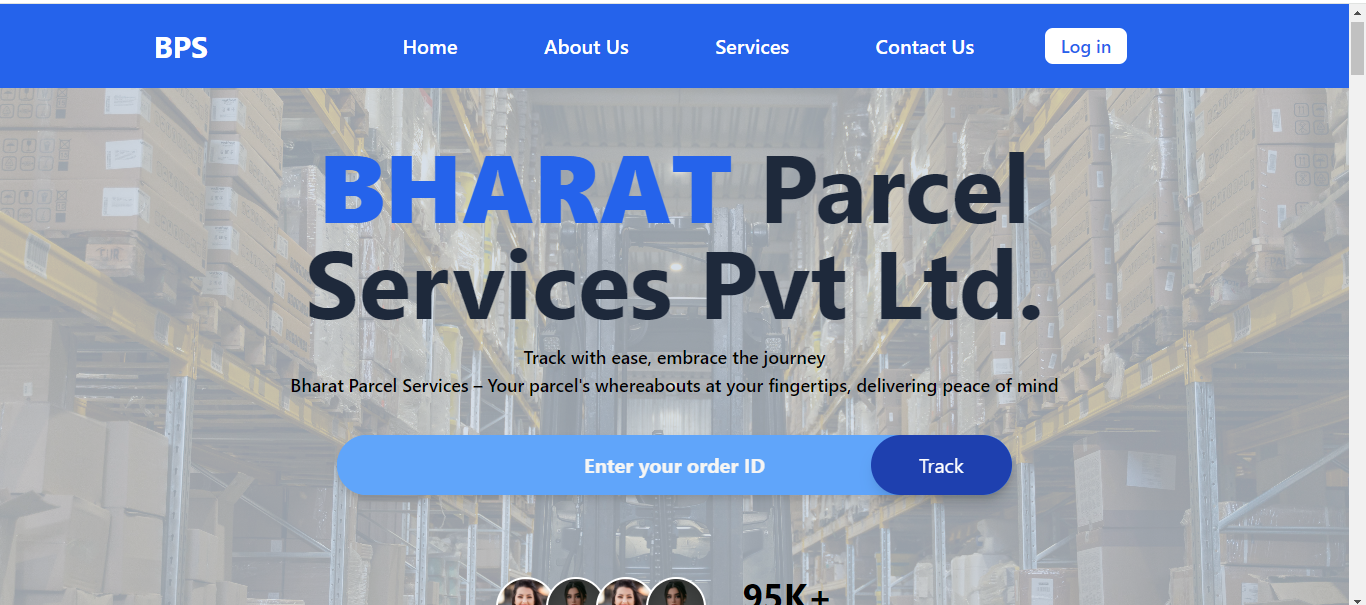 BPS
Home
About Us
Services
Contact Us
Log in
BHARAT Parcel
Services Pvt Ltd.
Track with ease, embrace the journey
Bharat Parcel Services – Your parcel's whereabouts at your fingertips, delivering peace of mind
Enter your order ID
Track
95K+